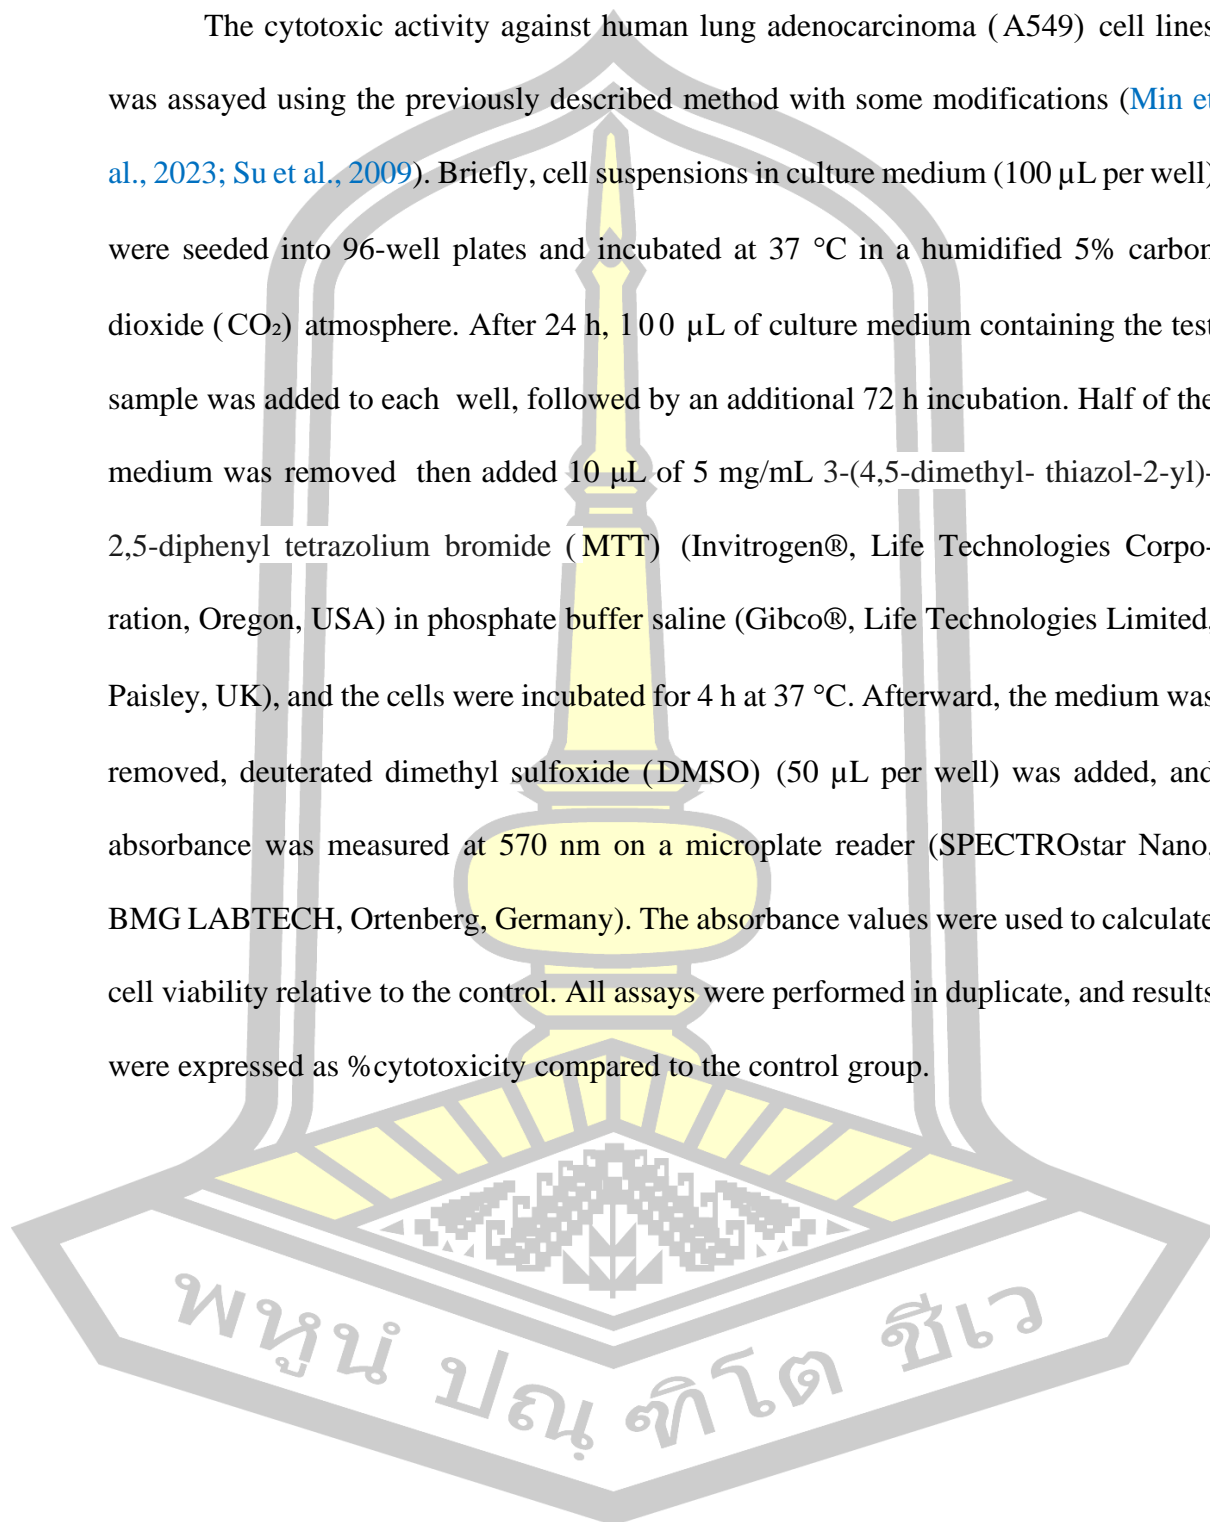 The cytotoxic activity against human lung adenocarcinoma (A549) cell lines
was assayed using the previously described method with some modifications (Min et
al., 2023; Su et al., 2009). Briefly, cell suspensions in culture medium (100 µL per well)
were seeded into 96-well plates and incubated at 37 °C in a humidified 5% carbon
dioxide (CO₂) atmosphere. After 24 h, 100 µL of culture medium containing the test
sample was added to each well, followed by an additional 72 h incubation. Half of the
medium was removed then added 10 µL of 5 mg/mL 3-(4,5-dimethyl- thiazol-2-yl)-
2,5-diphenyl tetrazolium bromide (MTT) (Invitrogen®, Life Technologies Corpo-
ration, Oregon, USA) in phosphate buffer saline (Gibco®, Life Technologies Limited,
Paisley, UK), and the cells were incubated for 4 h at 37 °C. Afterward, the medium was
removed, deuterated dimethyl sulfoxide (DMSO) (50 µL per well) was added, and
absorbance was measured at 570 nm on a microplate reader (SPECTROstar Nano,
BMG LABTECH, Ortenberg, Germany). The absorbance values were used to calculate
cell viability relative to the control. All assays were performed in duplicate, and results
were expressed as %cytotoxicity compared to the control group.
พหูนํ ปณฺฑิโต ชีเว